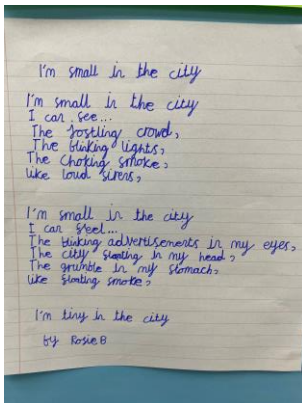 I'm small in the city
I'm small in the city
I can see...
The jostling crowd,
The blinking lights,
The choking smoke,
like loud sirens,
I'm small in the city
I can feel...
The blinking advertisements in my eyes,
The city floating in my head,
The grumble in my stomach,
like floating smoke,
I'm tiny in the city
by Rosie B